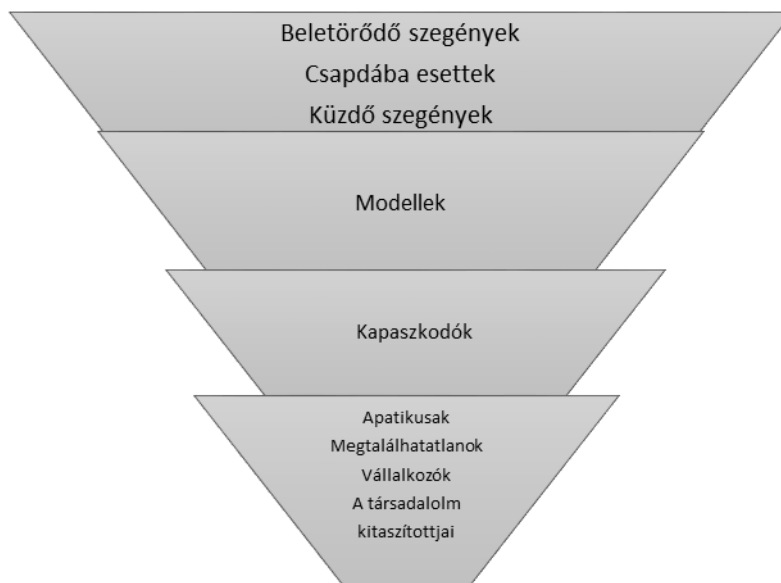 Beletörődő szegények
Csapdába esettek
Küzdő szegények
Modellek
Kapaszkodók
Apatikusak
Megtalálhatatlanok
Vállalkozók
A társadalolm
kitaszítottjai